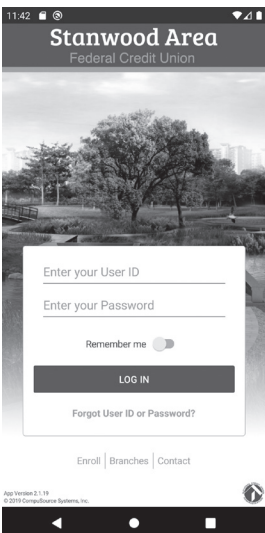 11:42
Stanwood Area
Federal Credit Union
Enter your User ID
Enter your Password
Remember me
LOG IN
Forgot User ID or Password?
Enroll | Branches | Contact
App Version 2.1.19
© 2019 CompuSource Systems, Inc.